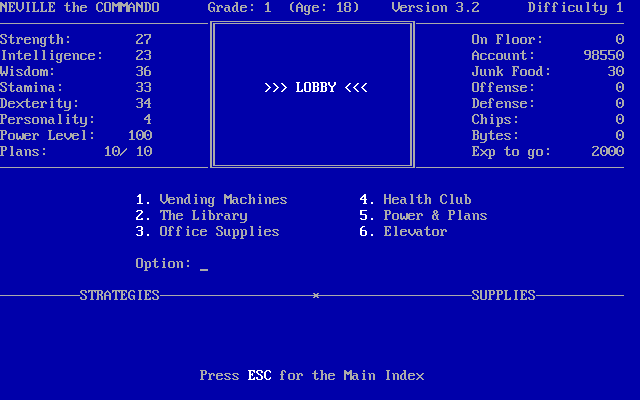 NEVILLE the COMMANDO Grade: 1 (Age: 18) Version 3.2 Difficulty 1
Strength: 27 On Floor: 0
Intelligence: 23 Account: 98550
Wisdom: 36 Junk Food: 30
Stamina: 33 >>> LOBBY <<< Offense: 0
Dexterity: 34 Defense: 0
Personality: 4 Chips: 0
Power Level: 100 Bytes: 0
Plans: 10/ 10 Exp to go: 2000
1. Vending Machines 4. Health Club
2. The Library 5. Power & Plans
3. Office Supplies 6. Elevator
Option: _
STRATEGIES × SUPPLIES
Press ESC for the Main Index